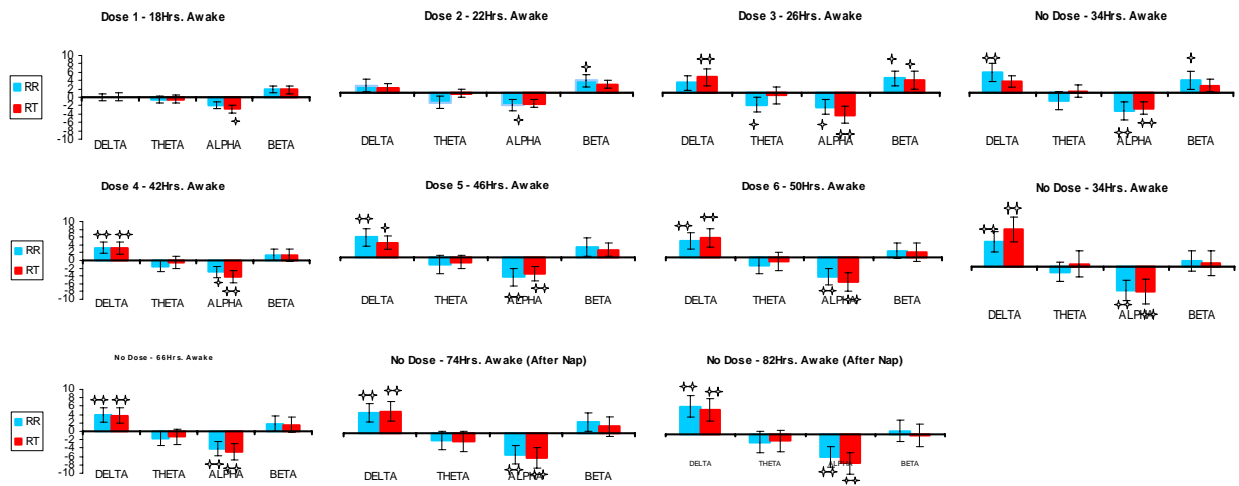 Dose 1 - 18Hrs. Awake
Dose 2 - 22Hrs. Awake
Dose 3 - 26Hrs. Awake
No Dose - 34Hrs. Awake
RR
RT
10
8
6
4
2
0
-2
-4
-6
-8
-10
DELTA THETA ALPHA BETA
DELTA THETA ALPHA BETA
DELTA THETA ALPHA BETA
DELTA THETA ALPHA BETA
Dose 4 - 42Hrs. Awake
Dose 5 - 46Hrs. Awake
Dose 6 - 50Hrs. Awake
No Dose - 34Hrs. Awake
RR
RT
10
8
6
4
2
0
-2
-4
-6
-8
-10
DELTA THETA ALPHA BETA
DELTA THETA ALPHA BETA
DELTA THETA ALPHA BETA
DELTA THETA ALPHA BETA
No Dose - 66Hrs. Awake
No Dose - 74Hrs. Awake (After Nap)
No Dose - 82Hrs. Awake (After Nap)
RR
RT
10
8
6
4
2
0
-2
-4
-6
-8
-10
DELTA THETA ALPHA BETA
DELTA THETA ALPHA BETA
DELTA THETA ALPHA BETA